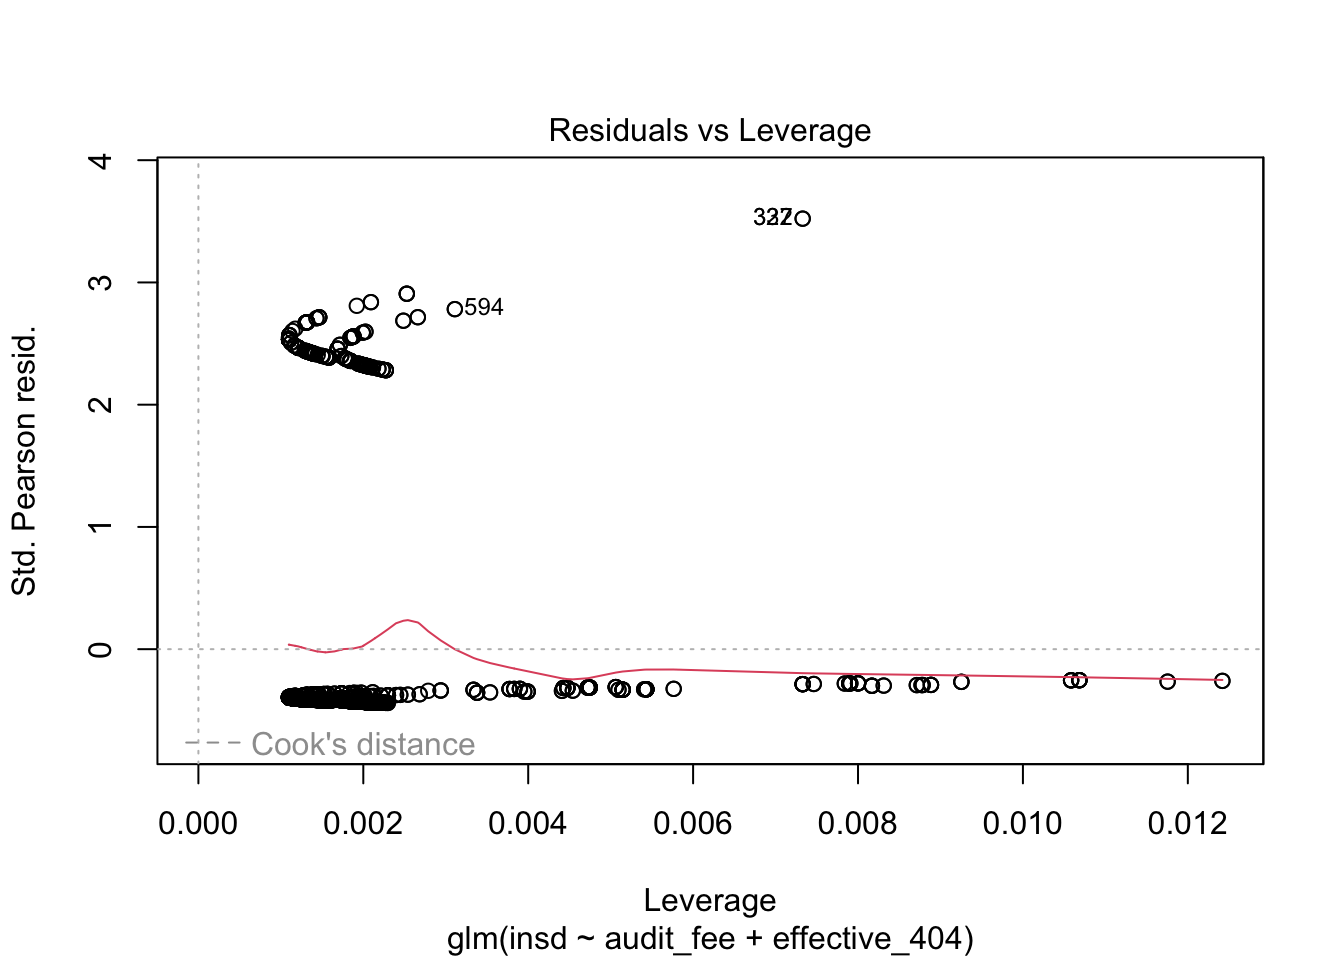 Residuals vs Leverage
Std. Pearson resid.
4
3
2
1
0
594
Cook's distance
0.000 0.002 0.004 0.006 0.008 0.010 0.012
Leverage
glm(insd ~ audit_fee + effective_404)